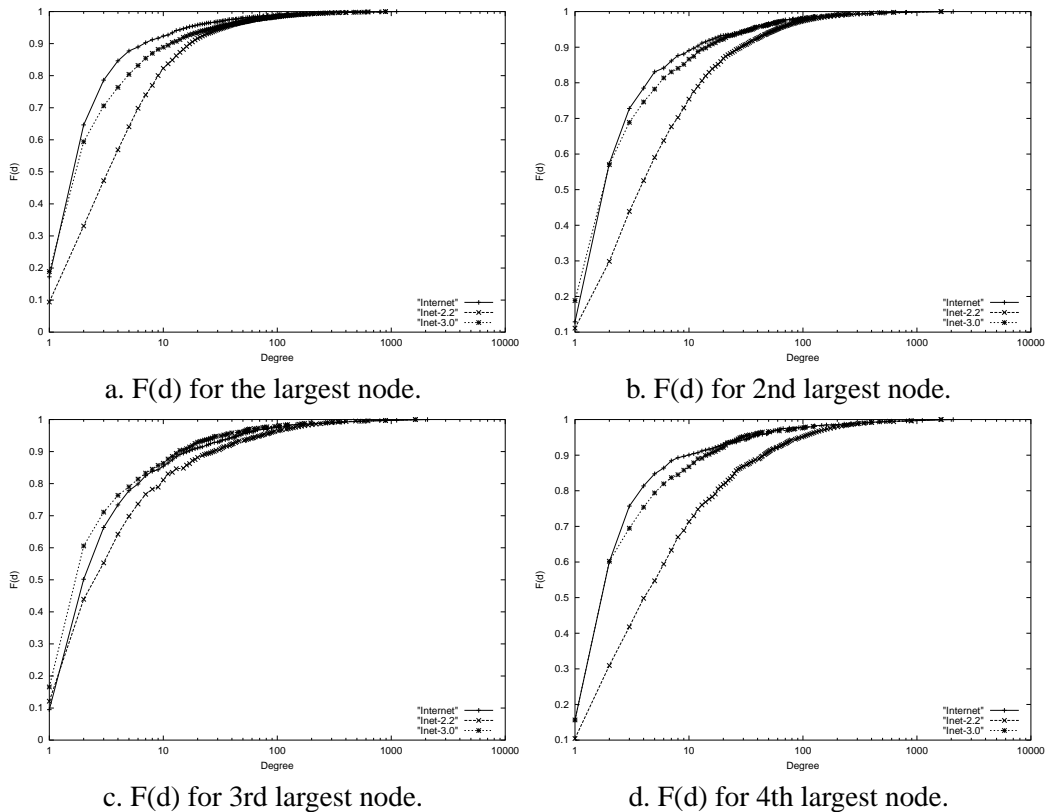 1
0.9
0.8
0.7
0.6
0.5
0.4
0.3
0.2
0.1
0
F(d)
1 10 100 1000 10000
Degree
"Internet"
"Inet-2.2"
"Inet-3.0"
a. F(d) for the largest node.
1
0.9
0.8
0.7
0.6
0.5
0.4
0.3
0.2
0.1
F(d)
1 10 100 1000 10000
Degree
"Internet"
"Inet-2.2"
"Inet-3.0"
b. F(d) for 2nd largest node.
1
0.9
0.8
0.7
0.6
0.5
0.4
0.3
0.2
0.1
0
F(d)
1 10 100 1000 10000
Degree
"Internet"
"Inet-2.2"
"Inet-3.0"
c. F(d) for 3rd largest node.
1
0.9
0.8
0.7
0.6
0.5
0.4
0.3
0.2
0.1
F(d)
1 10 100 1000 10000
Degree
"Internet"
"Inet-2.2"
"Inet-3.0"
d. F(d) for 4th largest node.